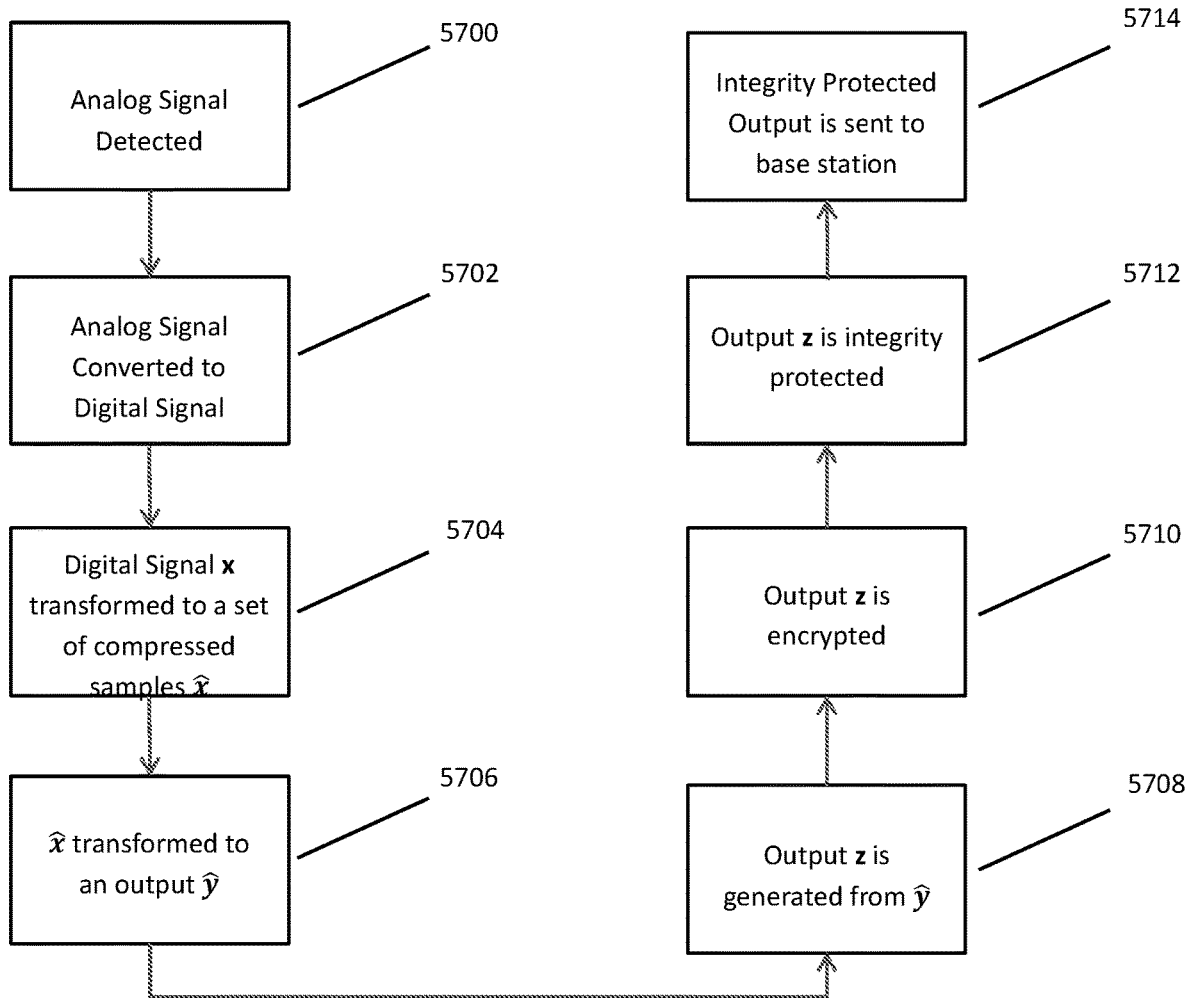 5700
Analog Signal
Detected
5702
Analog Signal
Converted to
Digital Signal
5704
Digital Signal x
transformed to a set
of compressed
samples x̂
5706
x̂ transformed to
an output ŷ
5708
Output z is
generated from ŷ
5710
Output z is
encrypted
5712
Output z is integrity
protected
5714
Integrity Protected
Output is sent to
base station